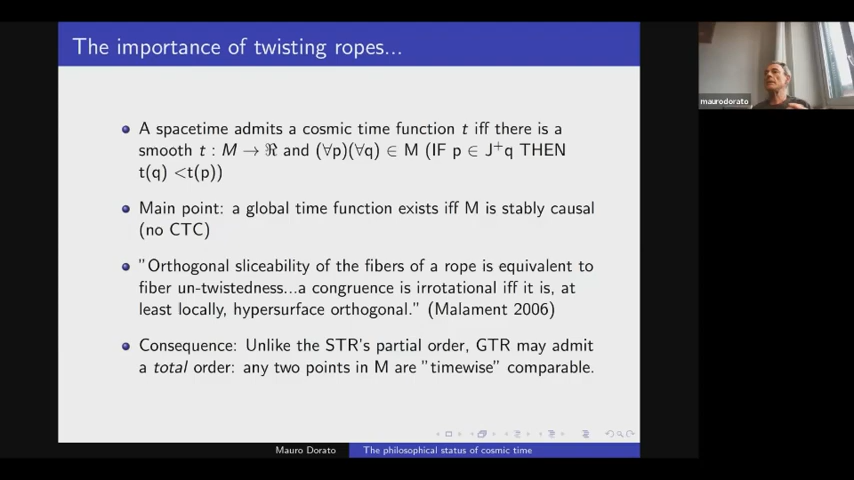 The importance of twisting ropes...
maurodorato
A spacetime admits a cosmic time function t iff there is a
smooth t : M → ℜ and (∀p)(∀q) ∈ M (IF p ∈ J⁺q THEN
t(q) <t(p))
Main point: a global time function exists iff M is stably causal
(no CTC)
"Orthogonal sliceability of the fibers of a rope is equivalent to
fiber un-twistedness...a congruence is irrotational iff it is, at
least locally, hypersurface orthogonal." (Malament 2006)
Consequence: Unlike the STR's partial order, GTR may admit
a total order: any two points in M are "timewise" comparable.
Mauro Dorato
The philosophical status of cosmic time